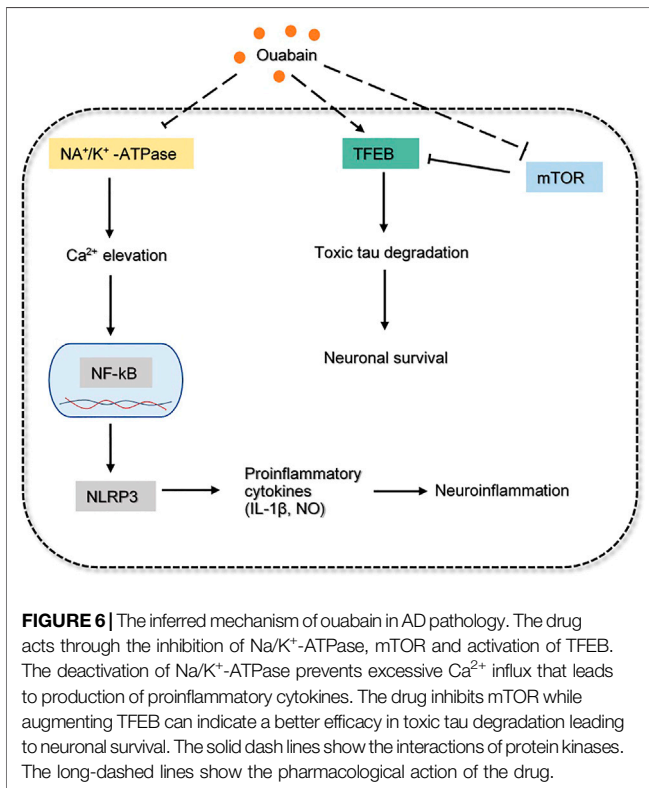 Ouabain
NA⁺/K⁺ -ATPase
TFEB
mTOR
Ca²⁺ elevation
Toxic tau degradation
Neuronal survival
NF-kB
NLRP3
Proinflammatory
cytokines
(IL-1β, NO)
Neuroinflammation
FIGURE 6 | The inferred mechanism of ouabain in AD pathology. The drug
acts through the inhibition of Na/K⁺-ATPase, mTOR and activation of TFEB.
The deactivation of Na/K⁺-ATPase prevents excessive Ca²⁺ influx that leads
to production of proinflammatory cytokines. The drug inhibits mTOR while
augmenting TFEB can indicate a better efficacy in toxic tau degradation leading
to neuronal survival. The solid dash lines show the interactions of protein kinases.
The long-dashed lines show the pharmacological action of the drug.